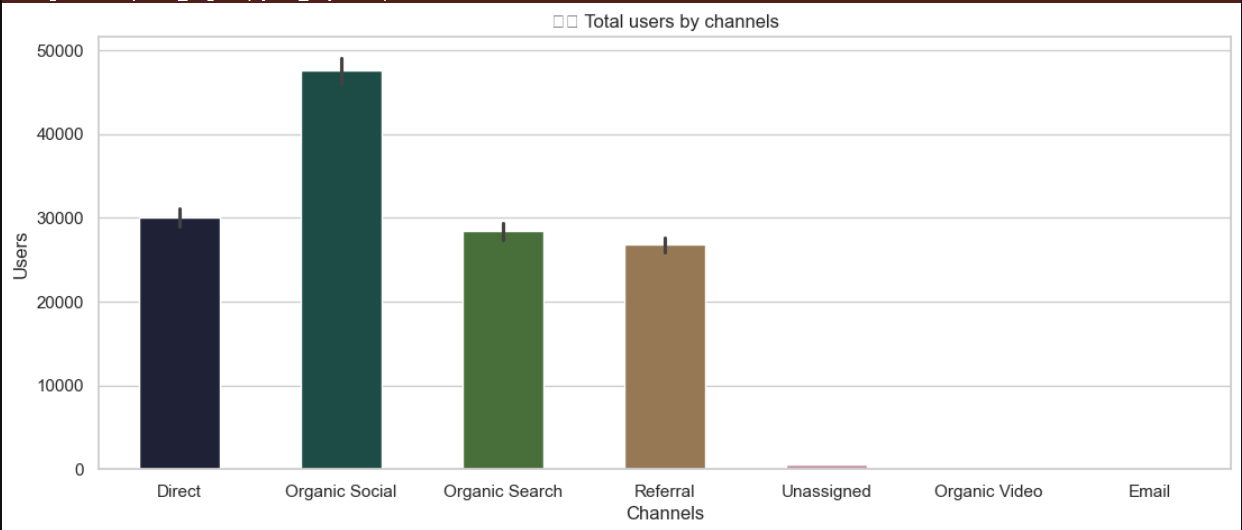 Total users by channels
50000
40000
30000
20000
10000
0
Users
Direct Organic Social Organic Search Referral Unassigned Organic Video Email
Channels